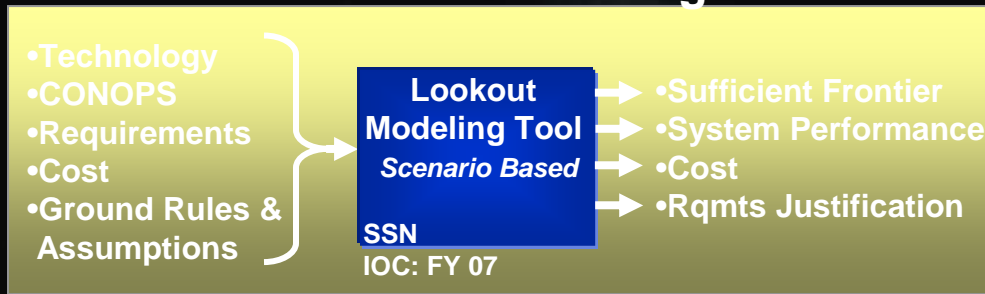 •Technology
•CONOPS
•Requirements
•Cost
•Ground Rules &
Assumptions
Lookout
Modeling Tool
Scenario Based
SSN
IOC: FY 07
•Sufficient Frontier
•System Performance
•Cost
•Rqmts Justification